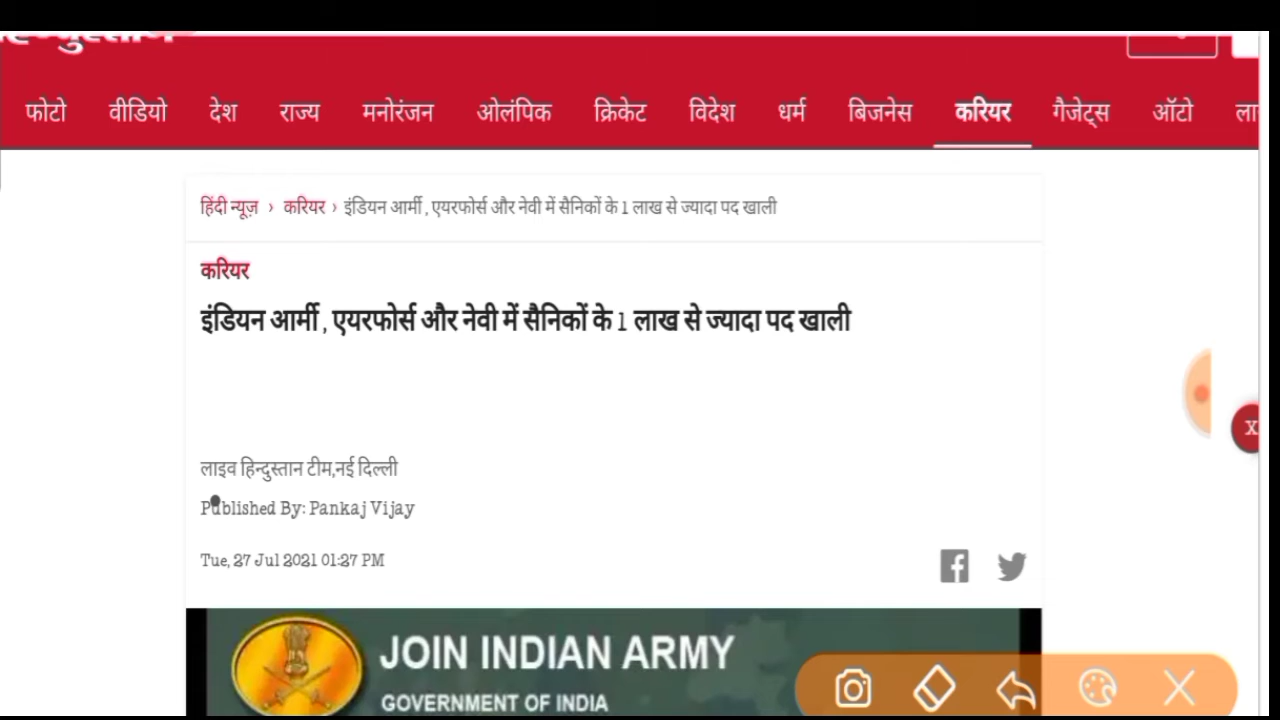 फोटो वीडियो देश राज्य मनोरंजन ओलंपिक क्रिकेट विदेश धर्म बिजनेस करियर गैजेट्स ऑटो
हिंदी न्यूज़ › करियर › इंडियन आर्मी , एयरफोर्स और नेवी में सैनिकों के 1 लाख से ज्यादा पद खाली
करियर
इंडियन आर्मी , एयरफोर्स और नेवी में सैनिकों के 1 लाख से ज्यादा पद खाली
लाइव हिन्दुस्तान टीम,नई दिल्ली
Published By: Pankaj Vijay
Tue, 27 Jul 2021 01:27 PM
JOIN INDIAN ARMY
GOVERNMENT OF INDIA
X